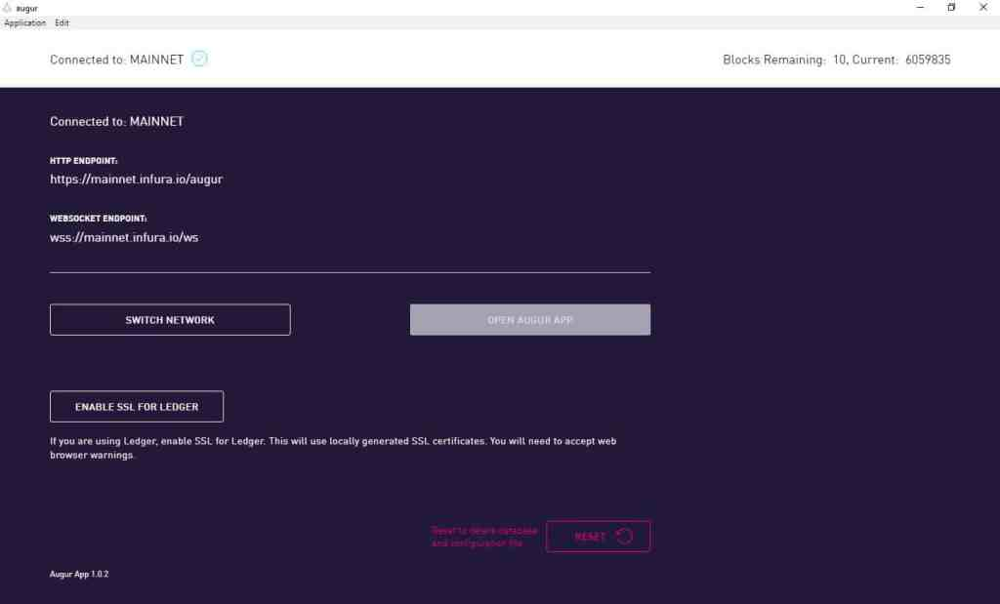 augur
Application Edit
Connected to: MAINNET
Blocks Remaining: 10, Current: 6059835
Connected to: MAINNET
HTTP ENDPOINT:
https://mainnet.infura.io/augur
WEBSOCKET ENDPOINT:
wss://mainnet.infura.io/ws
SWITCH NETWORK
OPEN AUGUR APP
ENABLE SSL FOR LEDGER
If you are using Ledger, enable SSL for Ledger. This will use locally generated SSL certificates. You will need to accept web
browser warnings.
Reset to delete database
and configuration file
RESET
Augur App 1.0.2